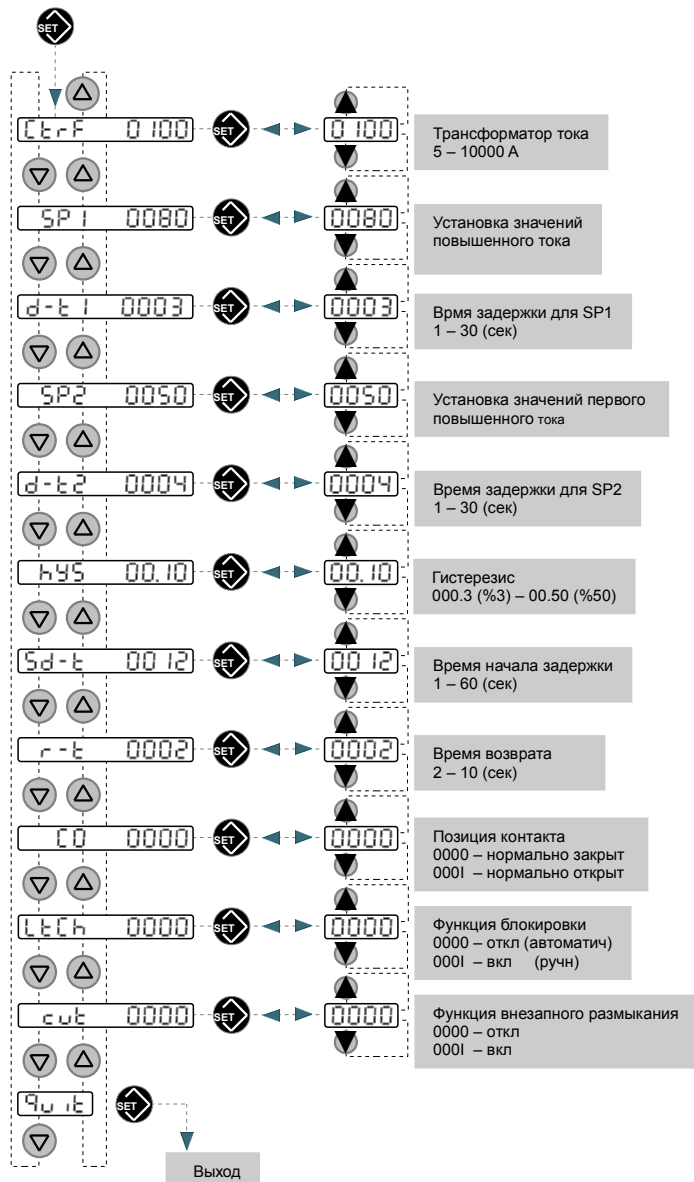 SET
CtrF 0100 SET 0100
Трансформатор тока
5 – 10000 А
SP1 0080 SET 0080
Установка значений
повышенного тока
d-t1 0003 SET 0003
Врмя задержки для SP1
1 – 30 (сек)
SP2 0050 SET 0050
Установка значений первого
повышенного тока
d-t2 0004 SET 0004
Время задержки для SP2
1 – 30 (сек)
hYS 00.10 SET 00.10
Гистерезис
000.3 (%3) – 00.50 (%50)
Sd-t 0012 SET 0012
Время начала задержки
1 – 60 (сек)
r-t 0002 SET 0002
Время возврата
2 – 10 (сек)
CO 0000 SET 0000
Позиция контакта
0000 – нормально закрыт
000I – нормально открыт
LtCh 0000 SET 0000
Функция блокировки
0000 – откл (автоматич)
000I – вкл (ручн)
cut 0000 SET 0000
Функция внезапного размыкания
0000 – откл
000I – вкл
quit SET
Выход